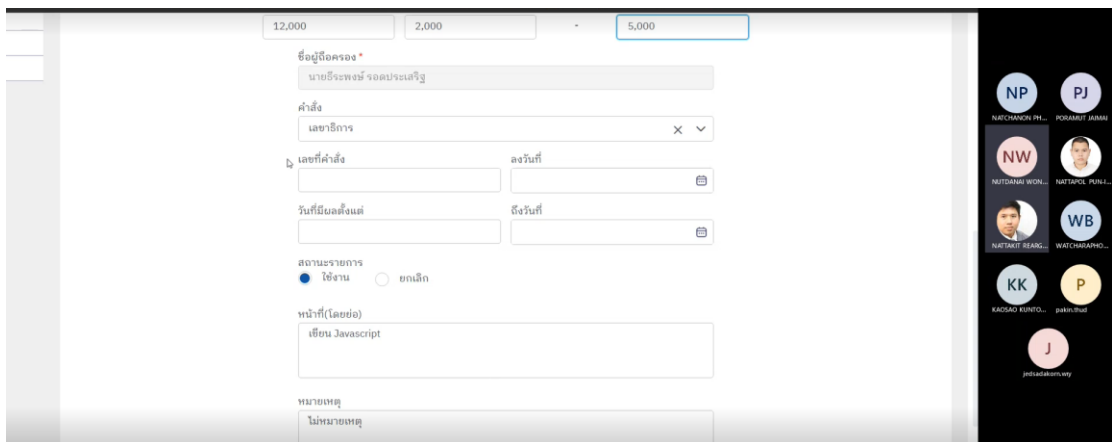 12,000 2,000 - 5,000
ชื่อผู้ถือครอง *
นายธีระพงษ์ รอดประเสริฐ
คำสั่ง
เลขาธิการ
เลขที่คำสั่ง ลงวันที่
วันที่มีผลตั้งแต่ ถึงวันที่
สถานะรายการ
ใช้งาน ยกเลิก
หน้าที่(โดยย่อ)
เขียน Javascript
หมายเหตุ
ไม่หมายเหตุ
NP PJ
NATCHANON PH... PORAMUT JAIMAI
NW
NUTDANAI WON... NATTAPOL PUN-I...
WB
NATTAKIT REARG... WATCHARAPHO...
KK P
KAOSAO KUNTO... pakin.thud
J
jedsadakorn.wiy